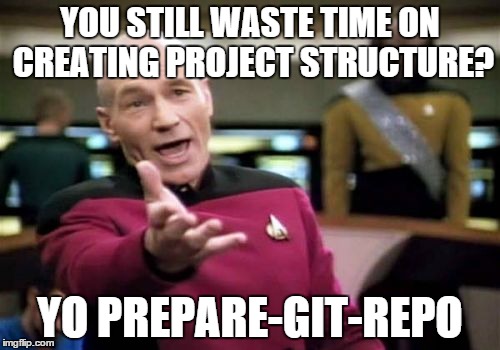 YOU STILL WASTE TIME ON
CREATING PROJECT STRUCTURE?
YO PREPARE-GIT-REPO
imgflip.com